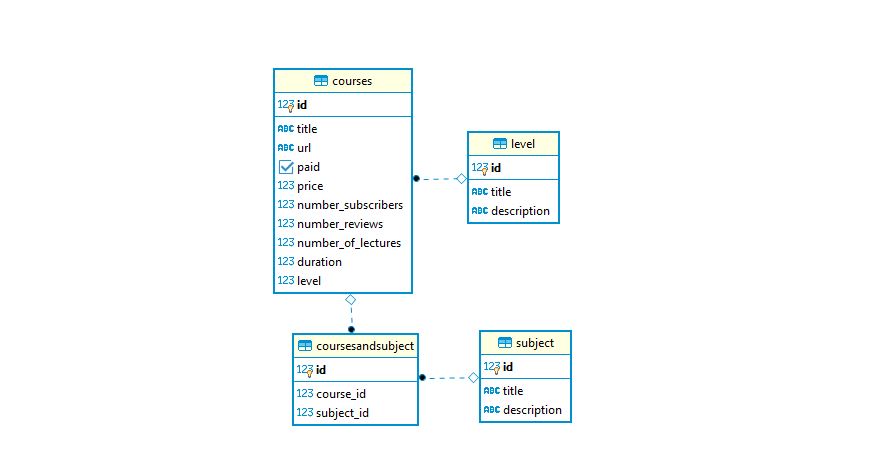 courses
123 id
ABC title
ABC url
paid
123 price
123 number_subscribers
123 number_reviews
123 number_of_lectures
123 duration
123 level
level
123 id
ABC title
ABC description
coursesandsubject
123 id
123 course_id
123 subject_id
subject
123 id
ABC title
ABC description